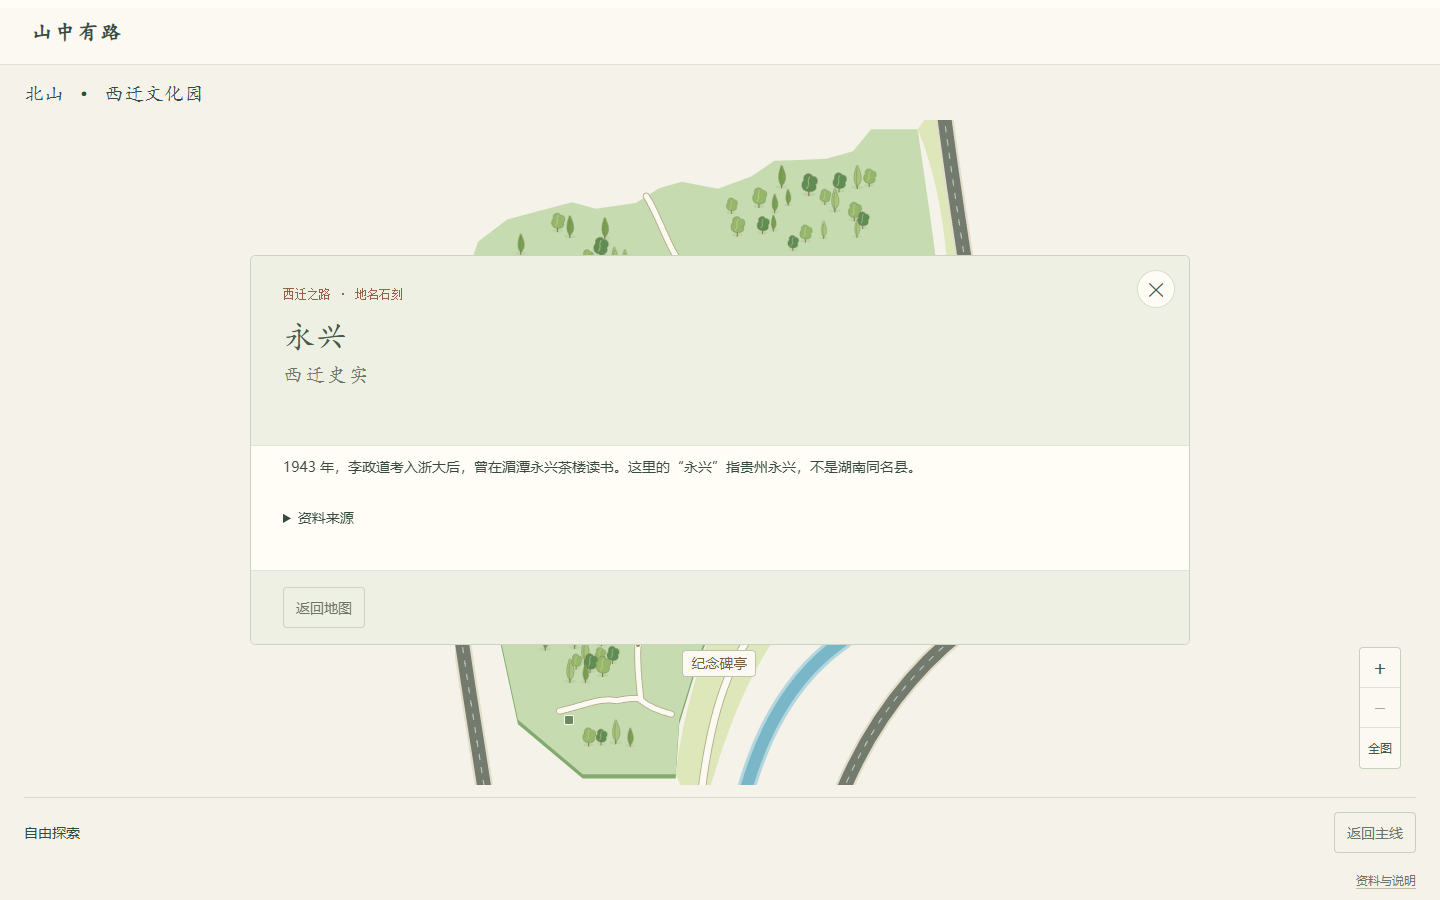 山中有路
北山 • 西迁文化园
西迁之路 · 地名石刻
永兴
西迁史实
1943 年，李政道考入浙大后，曾在湄潭永兴茶楼读书。这里的“永兴”指贵州永兴，不是湖南同名县。
▶ 资料来源
返回地图
纪念碑亭
+
−
全图
自由探索
返回主线
资料与说明